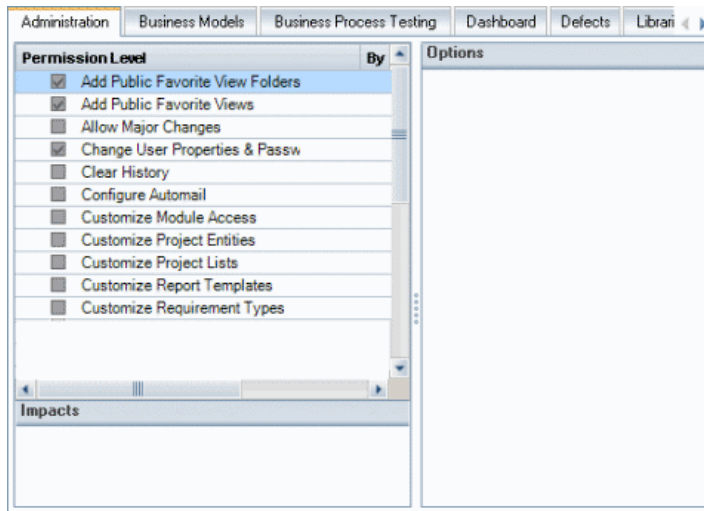 Administration Business Models Business Process Testing Dashboard Defects Librari
Permission Level By
Add Public Favorite View Folders
Add Public Favorite Views
Allow Major Changes
Change User Properties & Passw
Clear History
Configure Automail
Customize Module Access
Customize Project Entities
Customize Project Lists
Customize Report Templates
Customize Requirement Types
Impacts
Options